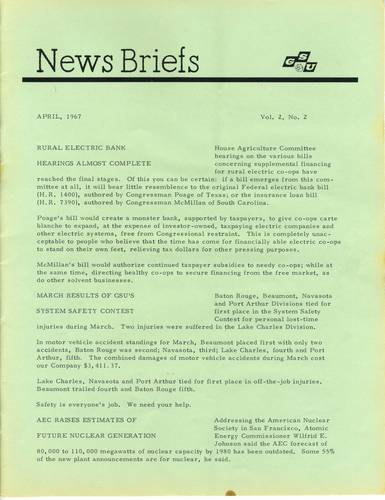 News Briefs
GSU
APRIL, 1967 Vol. 2, No. 2
RURAL ELECTRIC BANK
HEARINGS ALMOST COMPLETE
House Agriculture Committee
hearings on the various bills
concerning supplemental financing
for rural electric co-ops have
reached the final stages. Of this you can be certain: if a bill emerges from this com-
mittee at all, it will bear little resemblence to the original Federal electric bank bill
(H.R. 1400), authored by Congressman Poage of Texas; or the insurance loan bill
(H.R. 7390), authored by Congressman McMillan of South Carolina.
Poage's bill would create a monster bank, supported by taxpayers, to give co-ops carte
blanche to expand, at the expense of investor-owned, taxpaying electric companies and
other electric systems, free from Congressional restraint. This is completely unac-
ceptable to people who believe that the time has come for financially able electric co-ops
to stand on their own feet, relieving tax dollars for other pressing purposes.
McMillan's bill would authorize continued taxpayer subsidies to needy co-ops; while at
the same time, directing healthy co-ops to secure financing from the free market, as
do other solvent businesses.
MARCH RESULTS OF GSU'S
SYSTEM SAFETY CONTEST
Baton Rouge, Beaumont, Navasota
and Port Arthur Divisions tied for
first place in the System Safety
Contest for personal lost-time
injuries during March. Two injuries were suffered in the Lake Charles Division.
In motor vehicle accident standings for March, Beaumont placed first with only two
accidents, Baton Rouge was second; Navasota, third; Lake Charles, fourth and Port
Arthur, fifth. The combined damages of motor vehicle accidents during March cost
our Company $3,411.37.
Lake Charles, Navasota and Port Arthur tied for first place in off-the-job injuries.
Beaumont trailed fourth and Baton Rouge fifth.
Safety is everyone's job. We need your help.
AEC RAISES ESTIMATES OF
FUTURE NUCLEAR GENERATION
Addressing the American Nuclear
Society in San Francisco, Atomic
Energy Commissioner Wilfrid E.
Johnson said the AEC forecast of
80,000 to 110,000 megawatts of nuclear capacity by 1980 has been outdated. Some 55%
of the new plant announcements are for nuclear, he said.